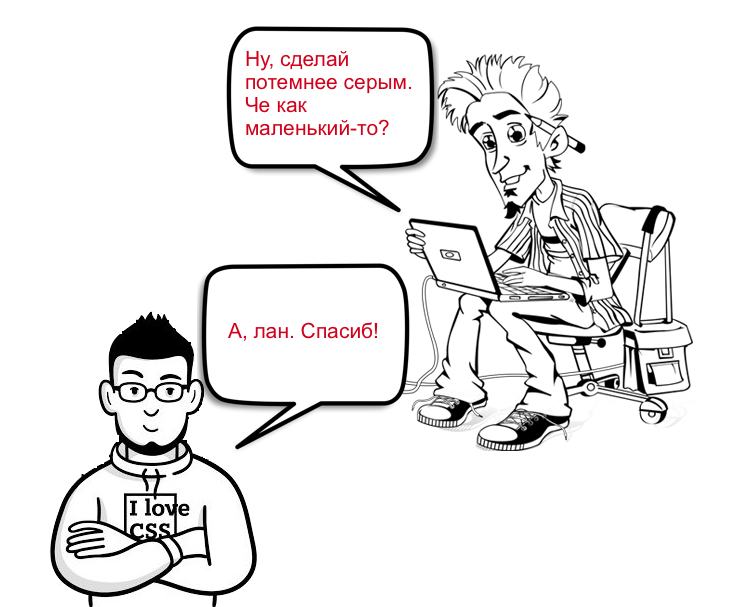 Ну, сделай
потемнее серым.
Че как
маленький-то?
А, лан. Спасиб!
I love
CSS